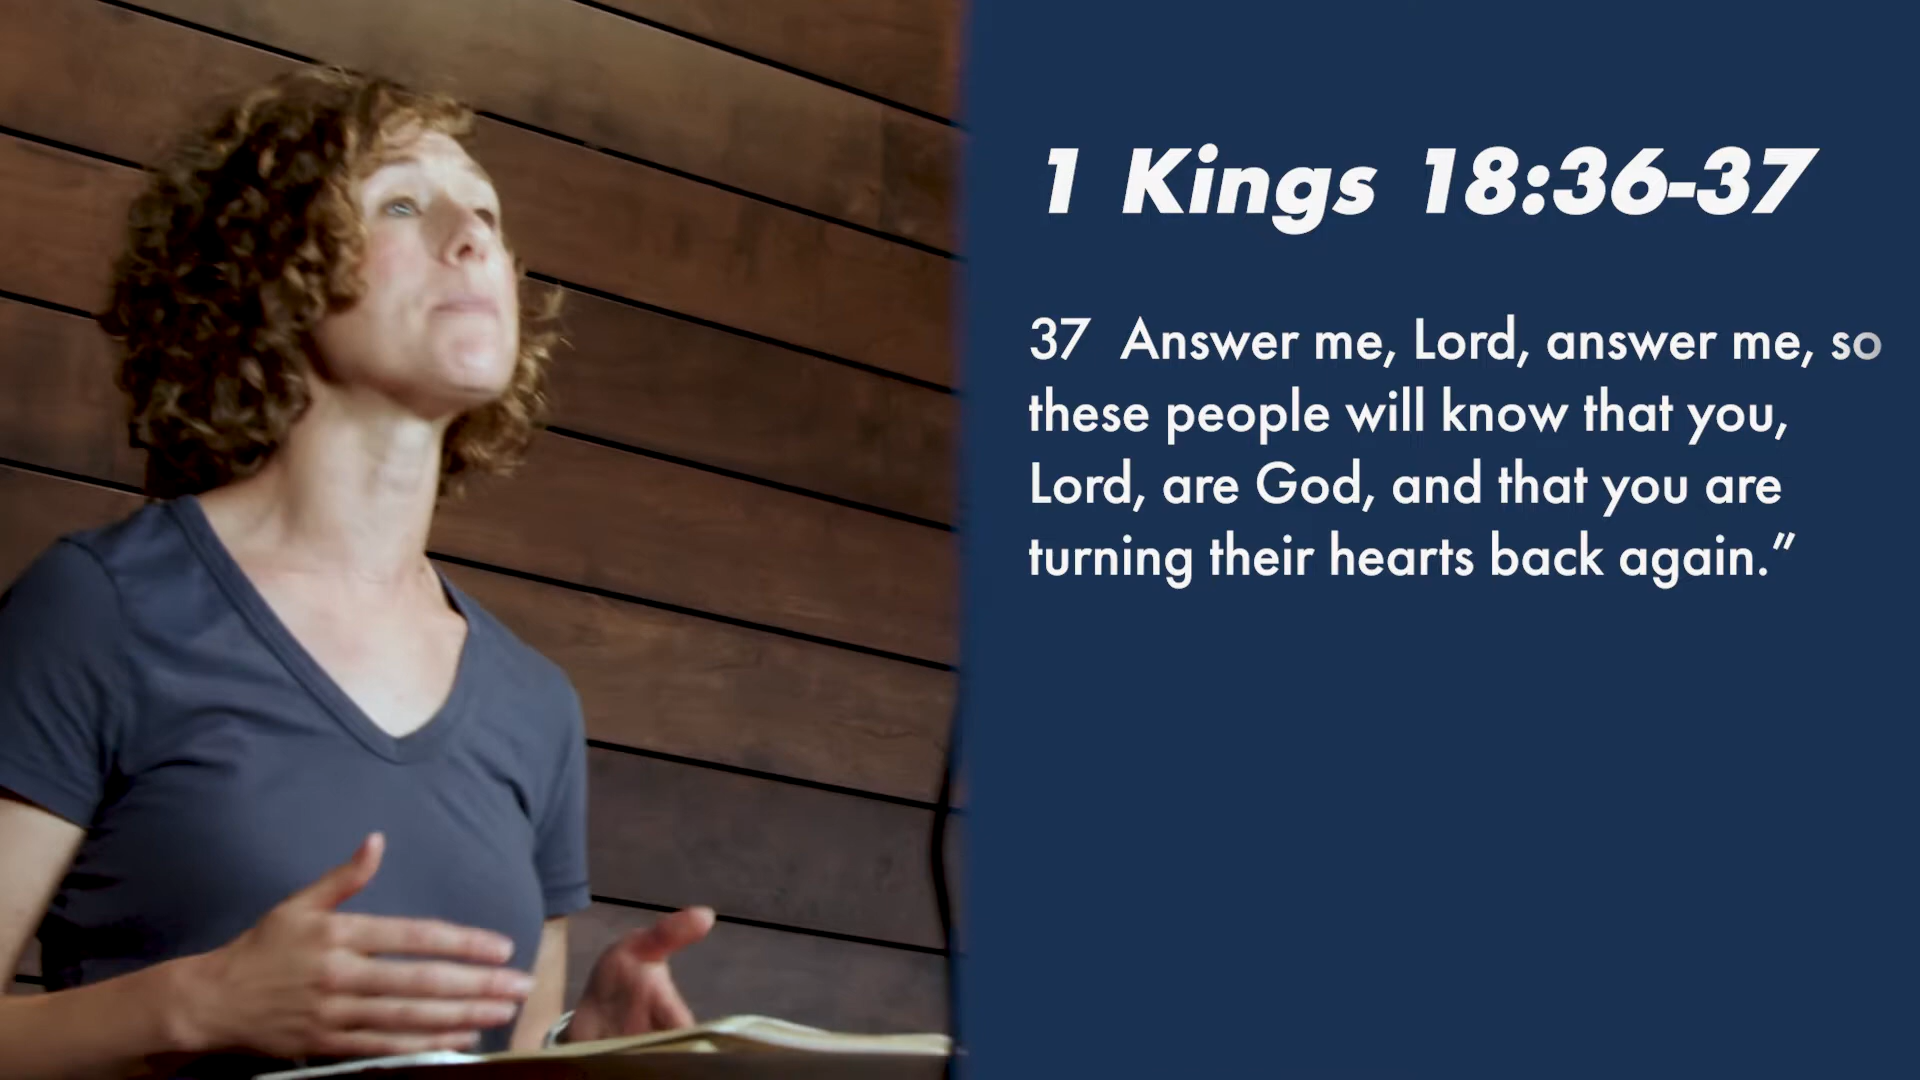 1 Kings 18:36-37
37 Answer me, Lord, answer me, so
these people will know that you,
Lord, are God, and that you are
turning their hearts back again.”